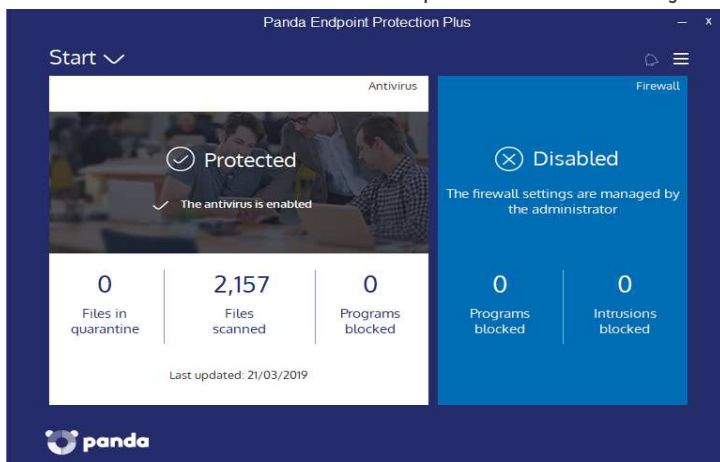 Panda Endpoint Protection Plus
Start
Antivirus
Protected
The antivirus is enabled
0
Files in
quarantine
2,157
Files
scanned
0
Programs
blocked
Last updated: 21/03/2019
Firewall
Disabled
The firewall settings are managed by
the administrator
0
Programs
blocked
0
Intrusions
blocked
panda